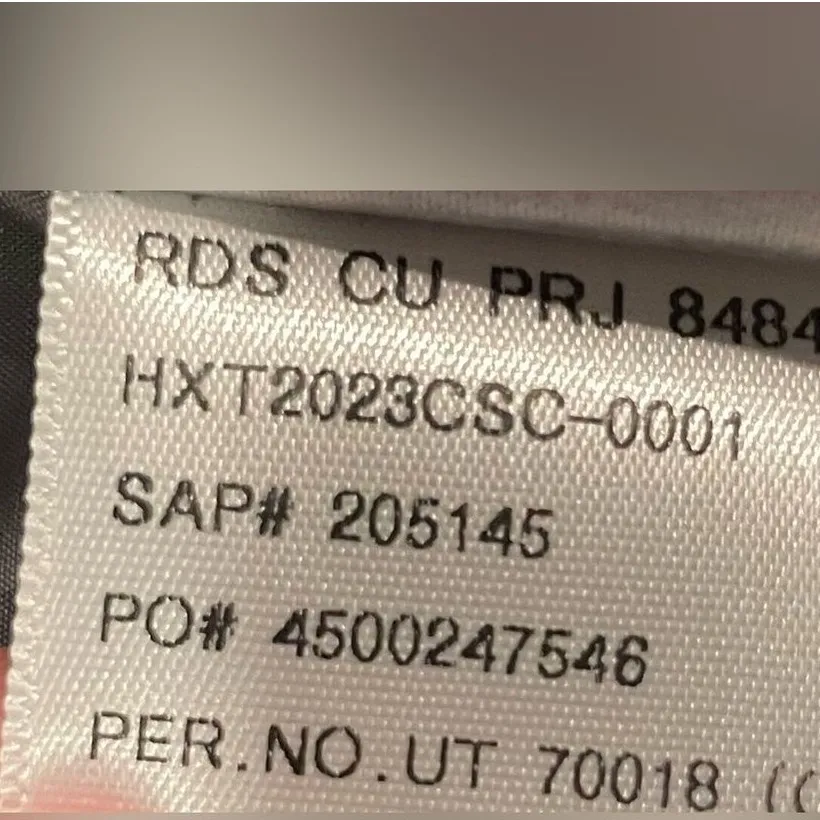 RDS CU PRJ 8484
HXT2023CSC-0001
SAP# 205145
PO# 4500247546
PER.NO.UT 70018 ((